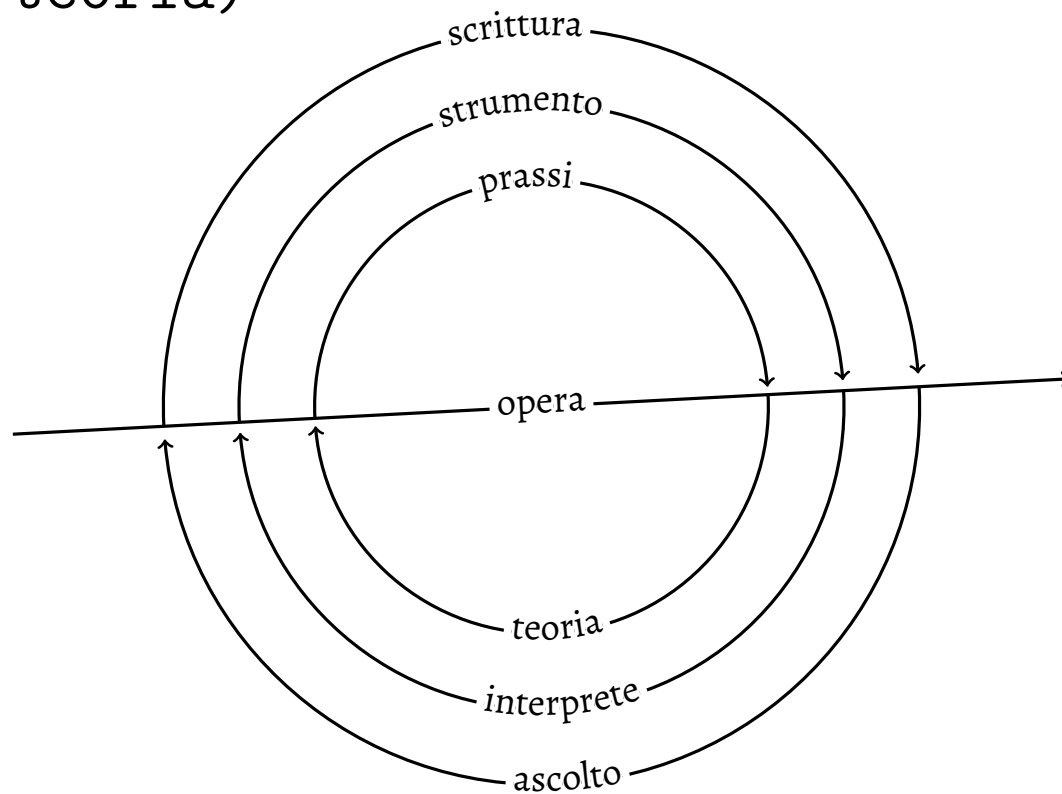 scrittura
strumento
prassi
opera
teoria
interprete
ascolto